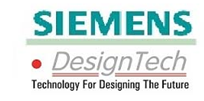 SIEMENS
DesignTech
Technology For Designing The Future